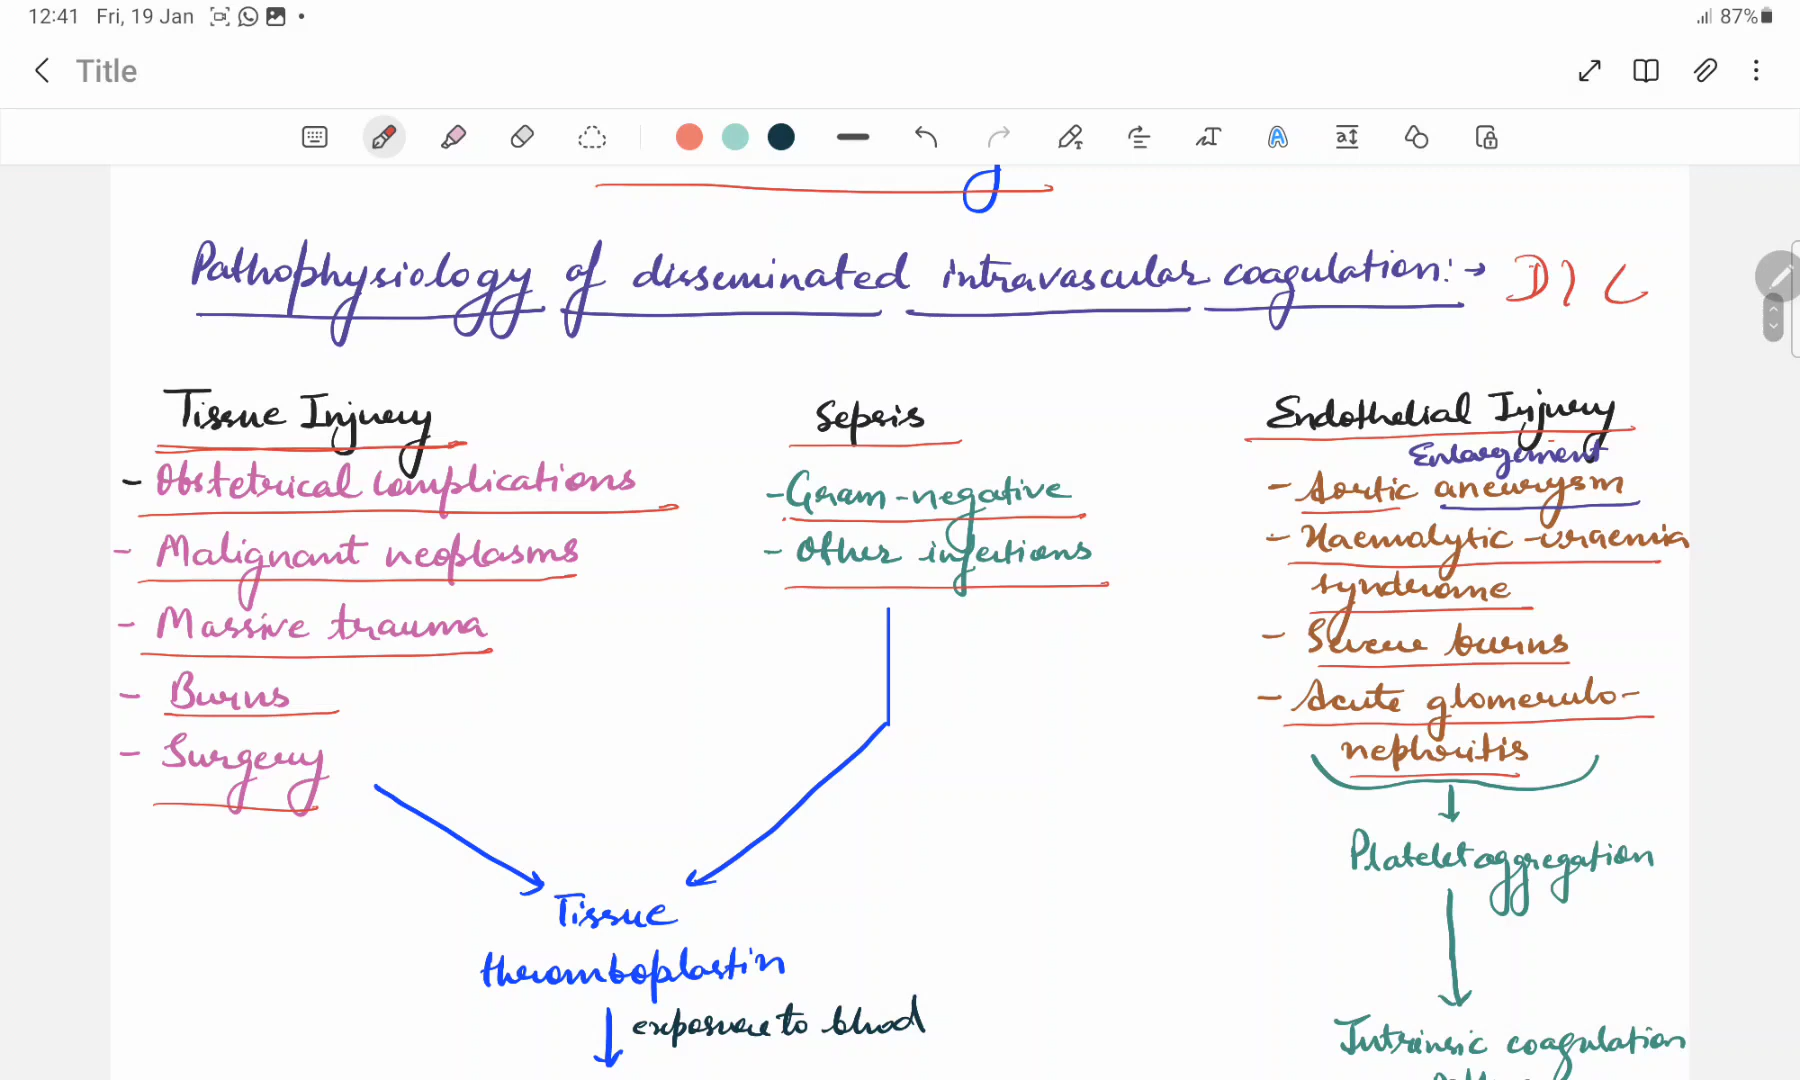 12:41 Fri, 19 Jan
87%
Title
Pathophysiology of disseminated intravascular coagulation:→ DIC
Tissue Injury
- Obstetrical complications
- Malignant neoplasms
- Massive trauma
- Burns
- Surgery
Sepsis
- Gram-negative
- Other infections
Endothelial Injury
Enlargement
- Aortic aneurysm
- Haemolytic-uraemia
syndrome
- Severe burns
- Acute glomerulo-
nephritis
Platelet aggregation
Intrinsic coagulation
Tissue
thromboplastin
exposure to blood